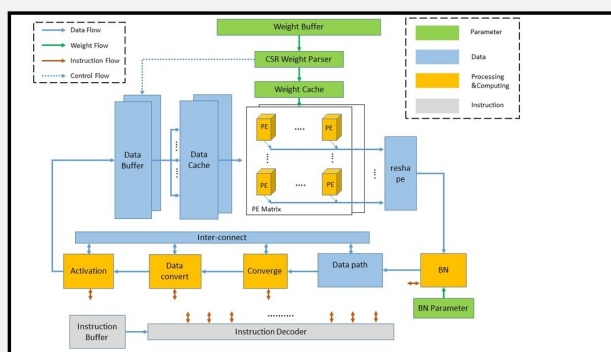 Data Flow
Weight Flow
Instruction Flow
Control Flow
Weight Buffer
CSR Weight Parser
Weight Cache
Parameter
Data
Processing
&Computing
Instruction
Data
Buffer
Data
Cache
PE
....
PE
PE
....
PE
PE Matrix
resha
pe
Inter-connect
Activation
Data
convert
Converge
Data path
BN
BN Parameter
Instruction
Buffer
..........
Instruction Decoder